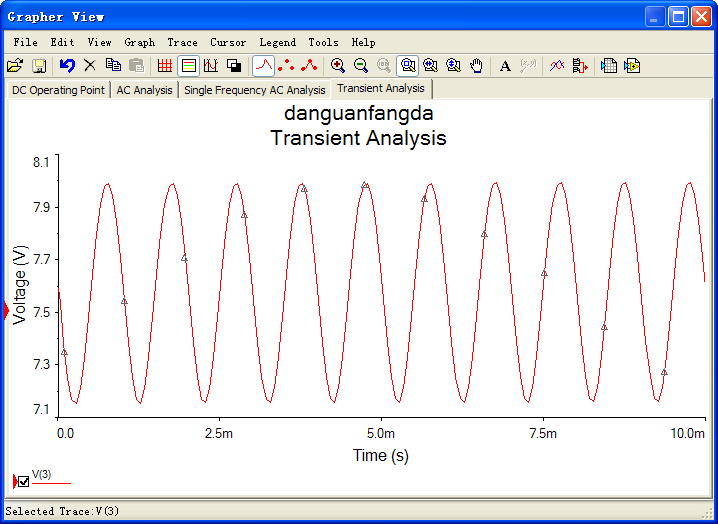 Grapher View
File Edit View Graph Trace Cursor Legend Tools Help
A (x,y)
DC Operating Point AC Analysis Single Frequency AC Analysis Transient Analysis
danguanfangda
Transient Analysis
8.1
7.9
7.7
7.5
7.3
7.1
Voltage (V)
0.0 2.5m 5.0m 7.5m 10.0m
Time (s)
V(3)
Selected Trace:V(3)